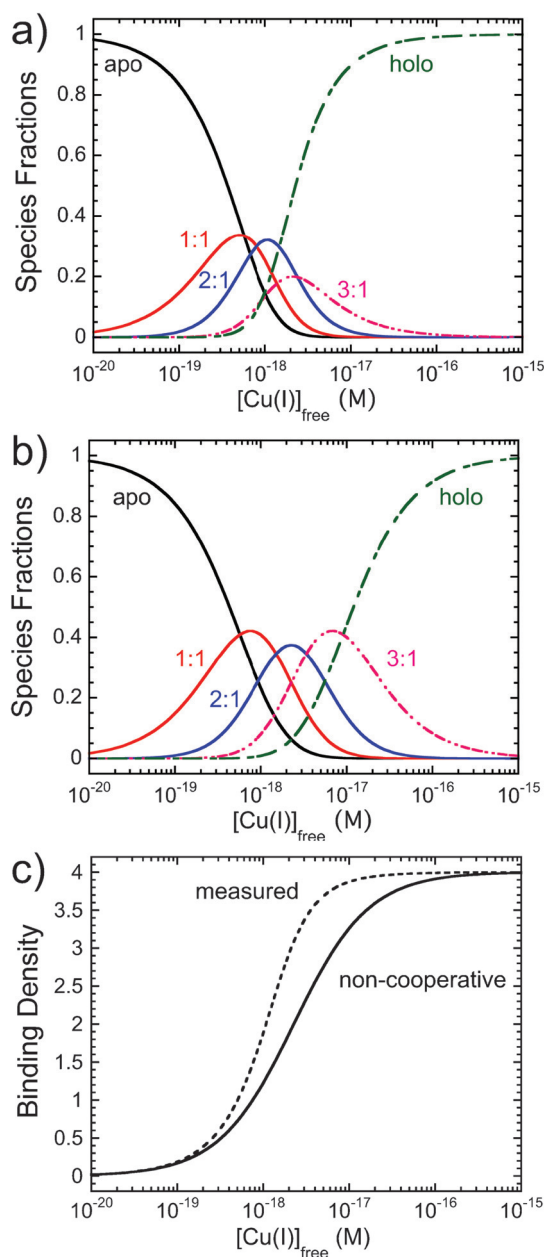 a)
1
apo
holo
0.8
0.6
Species Fractions
0.4
1:1
2:1
3:1
0.2
0
10-20 10-19 10-18 10-17 10-16 10-15
[Cu(I)]free (M)
b)
1
apo
holo
0.8
0.6
Species Fractions
0.4
1:1
3:1
2:1
0.2
0
10-20 10-19 10-18 10-17 10-16 10-15
[Cu(I)]free (M)
c)
4
measured
3.5
3
non-cooperative
2.5
Binding Density
2
1.5
1
0.5
0
10-20 10-19 10-18 10-17 10-16 10-15
[Cu(I)]free (M)